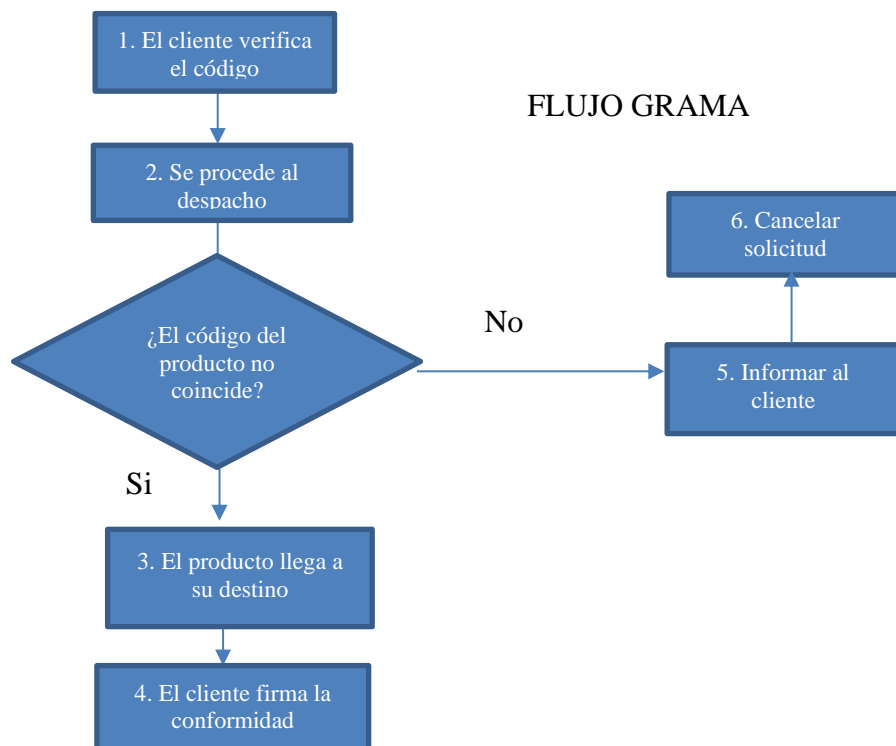 1. El cliente verifica
el código
FLUJO GRAMA
2. Se procede al
despacho
6. Cancelar
solicitud
¿El código del
producto no
coincide?
No
5. Informar al
cliente
Si
3. El producto llega a
su destino
4. El cliente firma la
conformidad